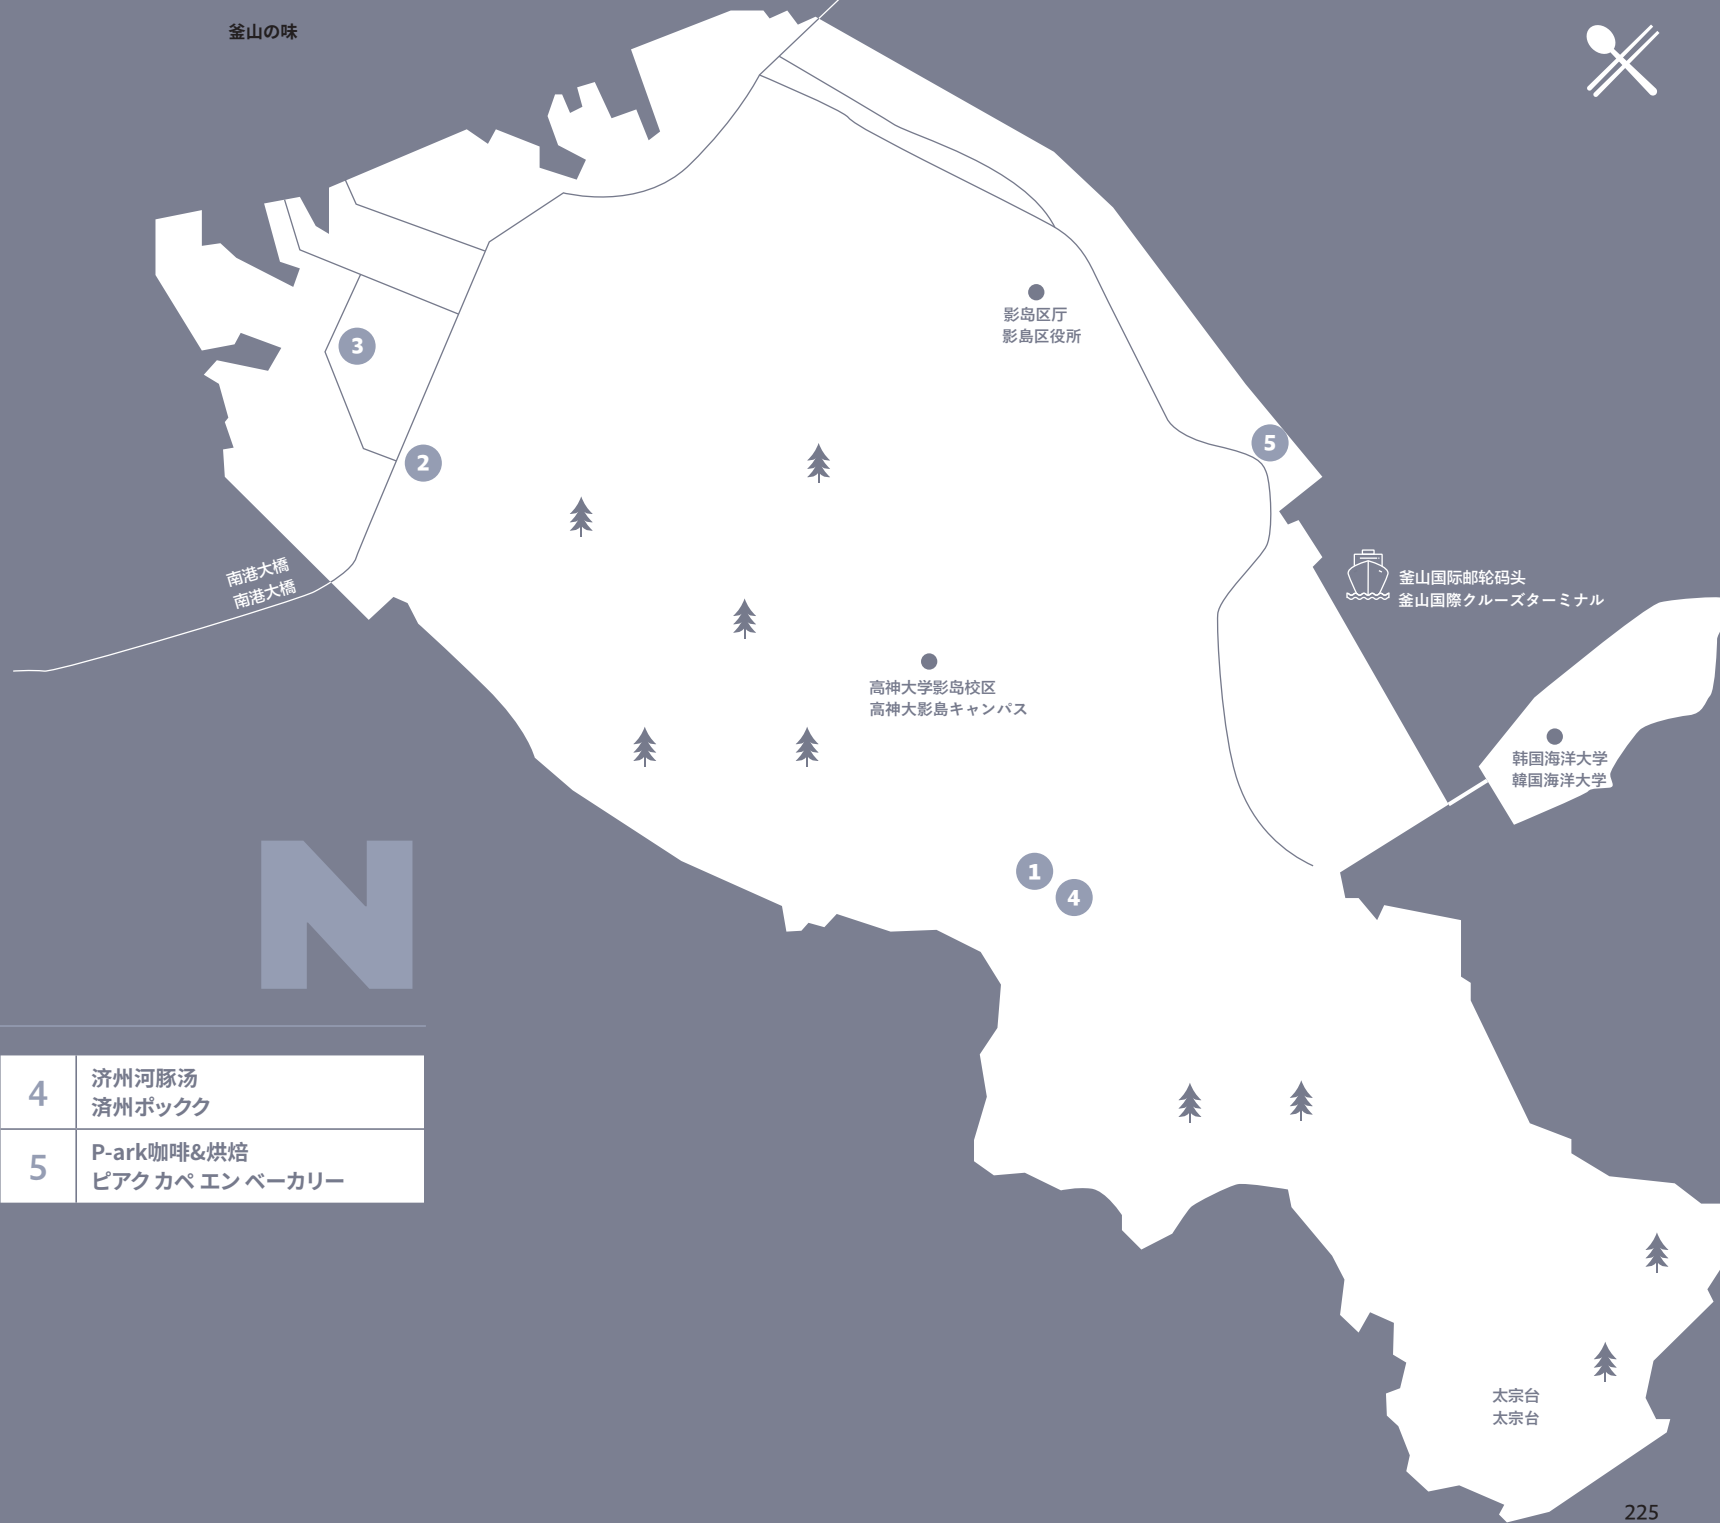 釜山の味
影岛区厅
影島区役所
3
5
2
南港大橋
南港大橋
釜山国际邮轮码头
釜山国際クルーズターミナル
高神大学影岛校区
高神大影島キャンパス
韩国海洋大学
韓国海洋大学
1
4
N
4
済州河豚汤
済州ポックク
5
P-ark咖啡&烘焙
ピアク カペ エン ベーカリー
太宗台
太宗台
225